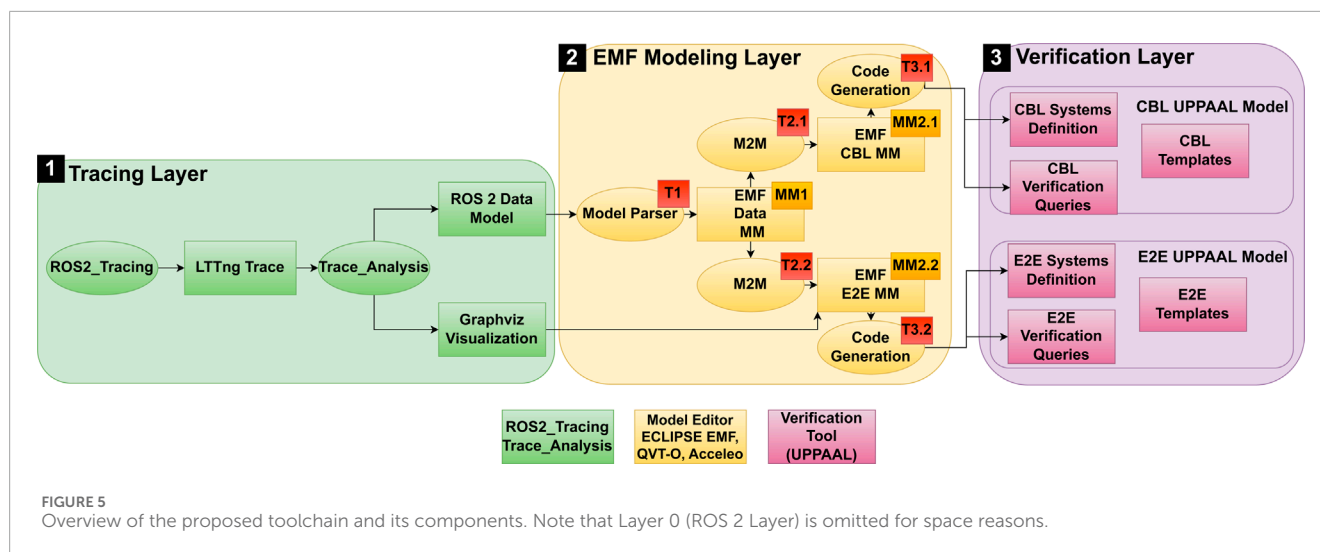 1 Tracing Layer
ROS2_Tracing
LTTng Trace
Trace_Analysis
ROS 2 Data
Model
Graphviz
Visualization
2 EMF Modeling Layer
Model Parser
T1
EMF
Data
MM
MM1
M2M
T2.1
EMF
CBL MM
MM2.1
Code
Generation
T3.1
M2M
T2.2
EMF
E2E MM
MM2.2
Code
Generation
T3.2
3 Verification Layer
CBL UPPAAL Model
CBL Systems
Definition
CBL
Verification
Queries
CBL
Templates
E2E UPPAAL Model
E2E Systems
Definition
E2E
Verification
Queries
E2E
Templates
ROS2_Tracing
Trace_Analysis
Model Editor
ECLIPSE EMF,
QVT-O, Acceleo
Verification
Tool
(UPPAAL)
FIGURE 5
Overview of the proposed toolchain and its components. Note that Layer 0 (ROS 2 Layer) is omitted for space reasons.